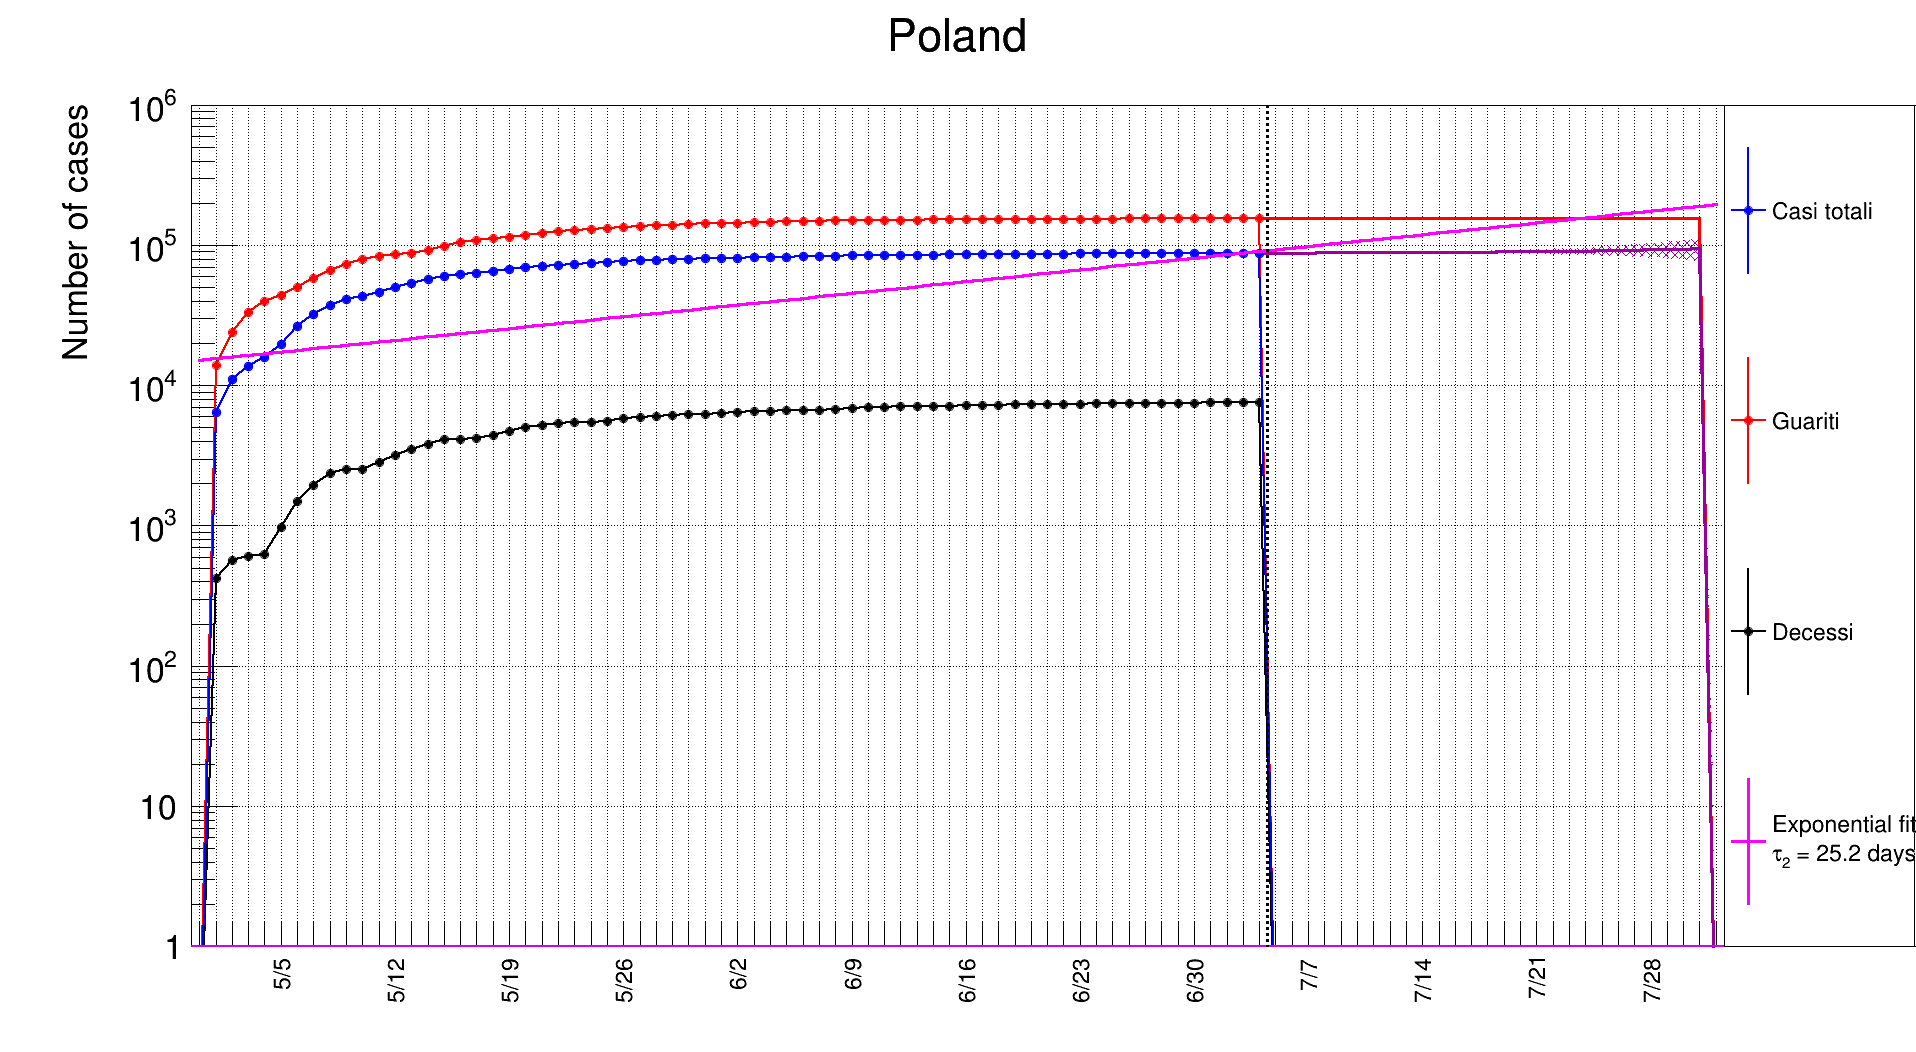 Poland
Number of cases
10^6
10^5
10^4
10^3
10^2
10
1
5/5
5/12
5/19
5/26
6/2
6/9
6/16
6/23
6/30
7/7
7/14
7/21
7/28
Casi totali
Guariti
Decessi
Exponential fit
τ_2 = 25.2 days